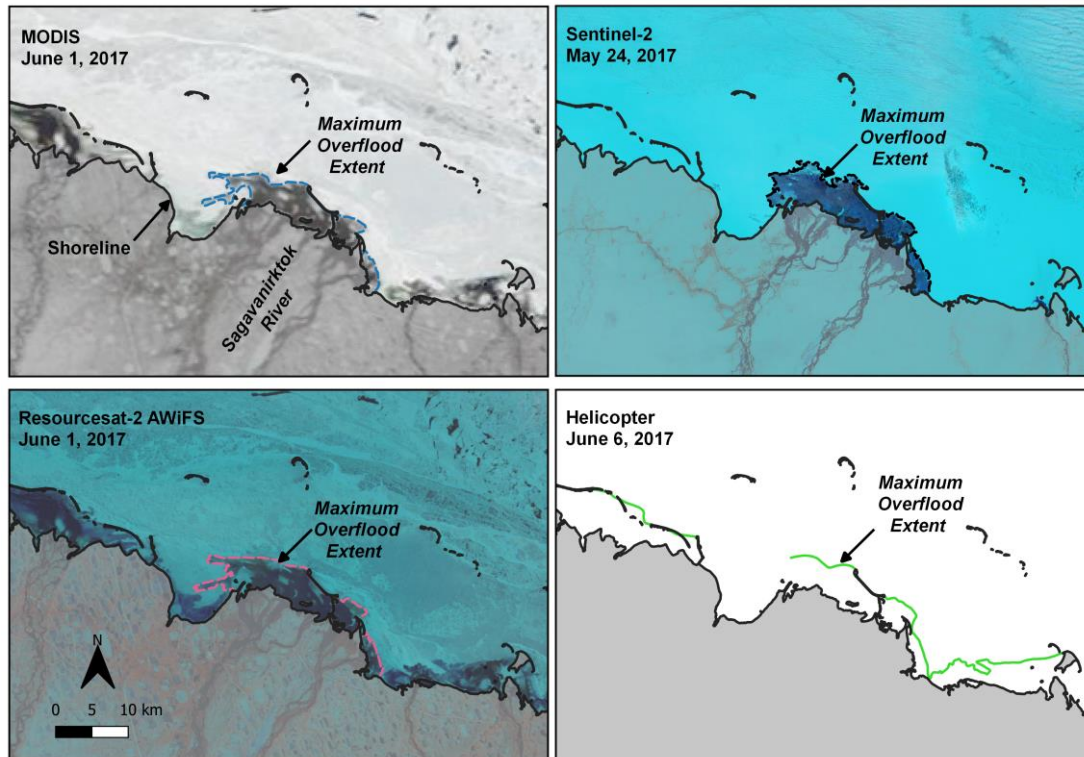 MODIS
June 1, 2017
Maximum
Overflood
Extent
Shoreline
Sagavanirktok
River
Sentinel-2
May 24, 2017
Maximum
Overflood
Extent
Resourcesat-2 AWiFS
June 1, 2017
Maximum
Overflood
Extent
N
0 5 10 km
Helicopter
June 6, 2017
Maximum
Overflood
Extent